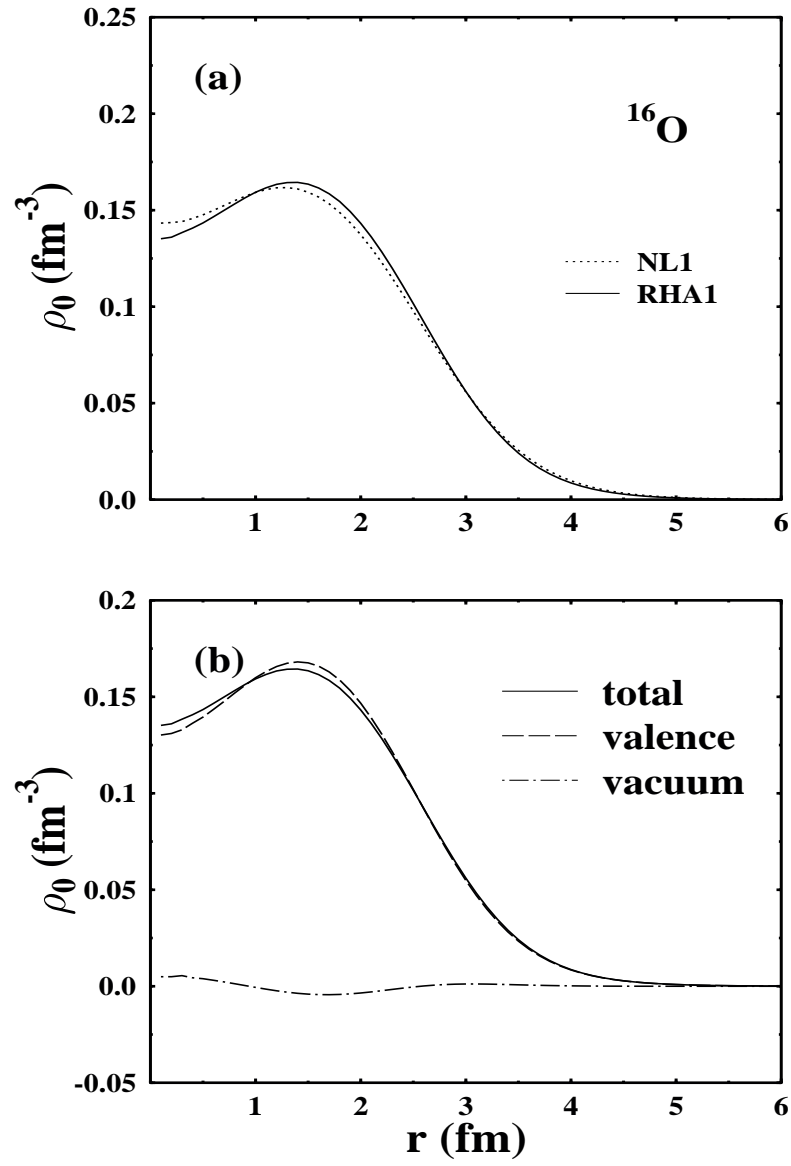 0.25
(a)
0.2
¹⁶O
0.15
ρ₀ (fm⁻³)
NL1
RHA1
0.1
0.05
0.0
1 2 3 4 5 6
0.2
(b)
0.15
total
valence
vacuum
ρ₀ (fm⁻³)
0.1
0.05
0.0
-0.05
1 2 3 4 5 6
r (fm)